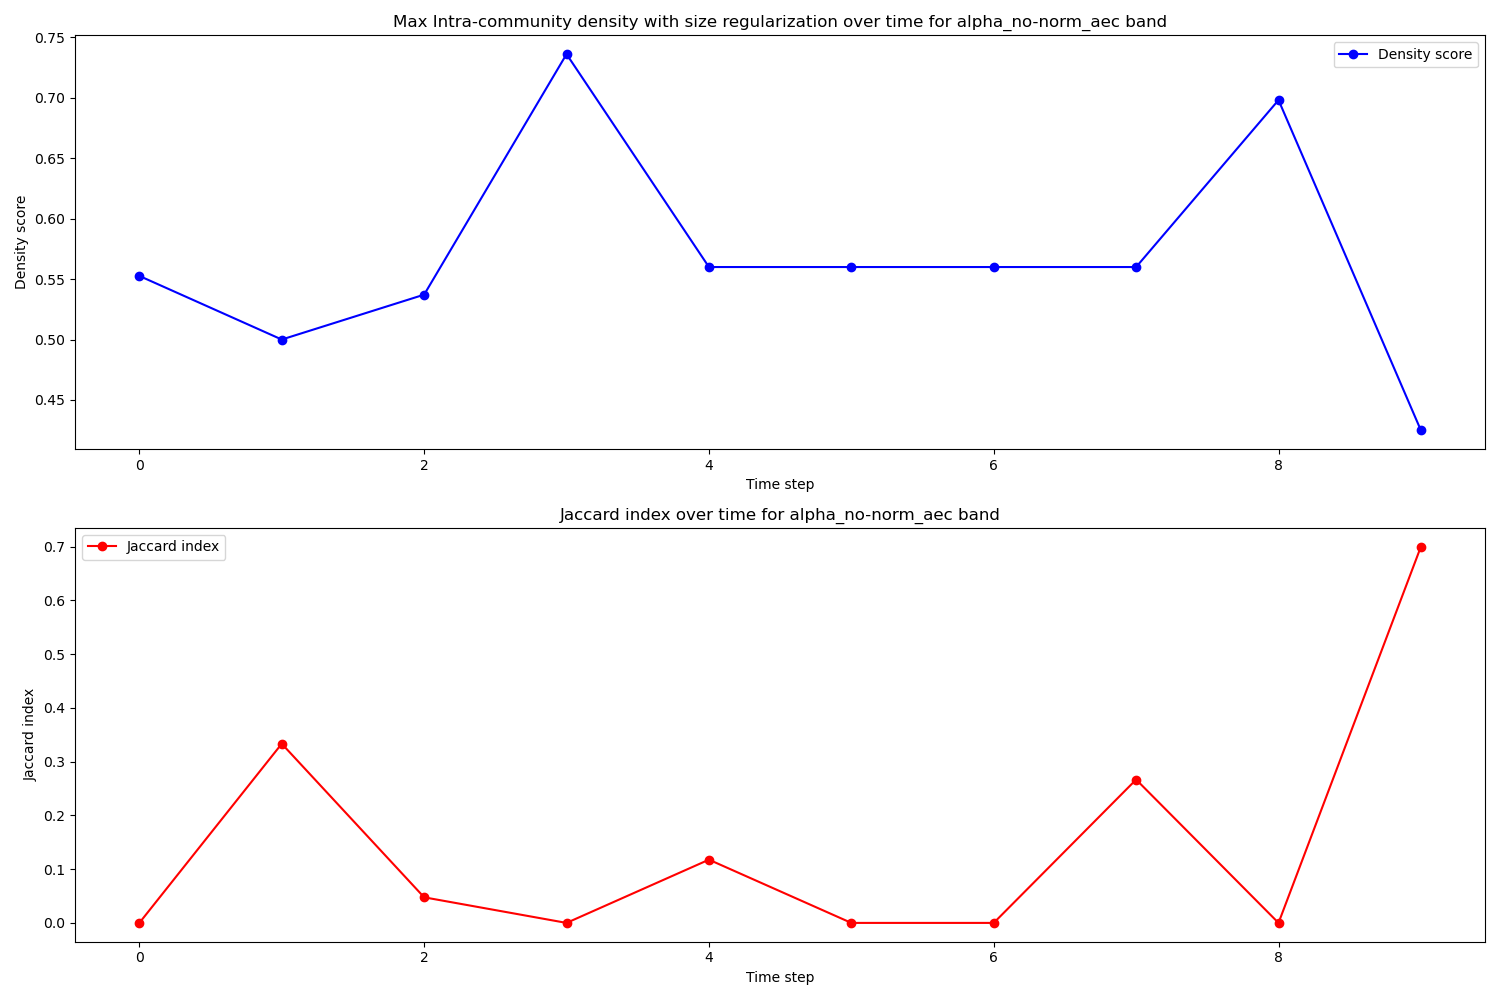 Max Intra-community density with size regularization over time for alpha_no-norm_aec band
Density score
0.75
0.70
0.65
0.60
0.55
0.50
0.45
Density score
0 2 4 6 8
Time step
Jaccard index over time for alpha_no-norm_aec band
Jaccard index
0.7
0.6
0.5
0.4
0.3
0.2
0.1
0.0
Jaccard index
0 2 4 6 8
Time step